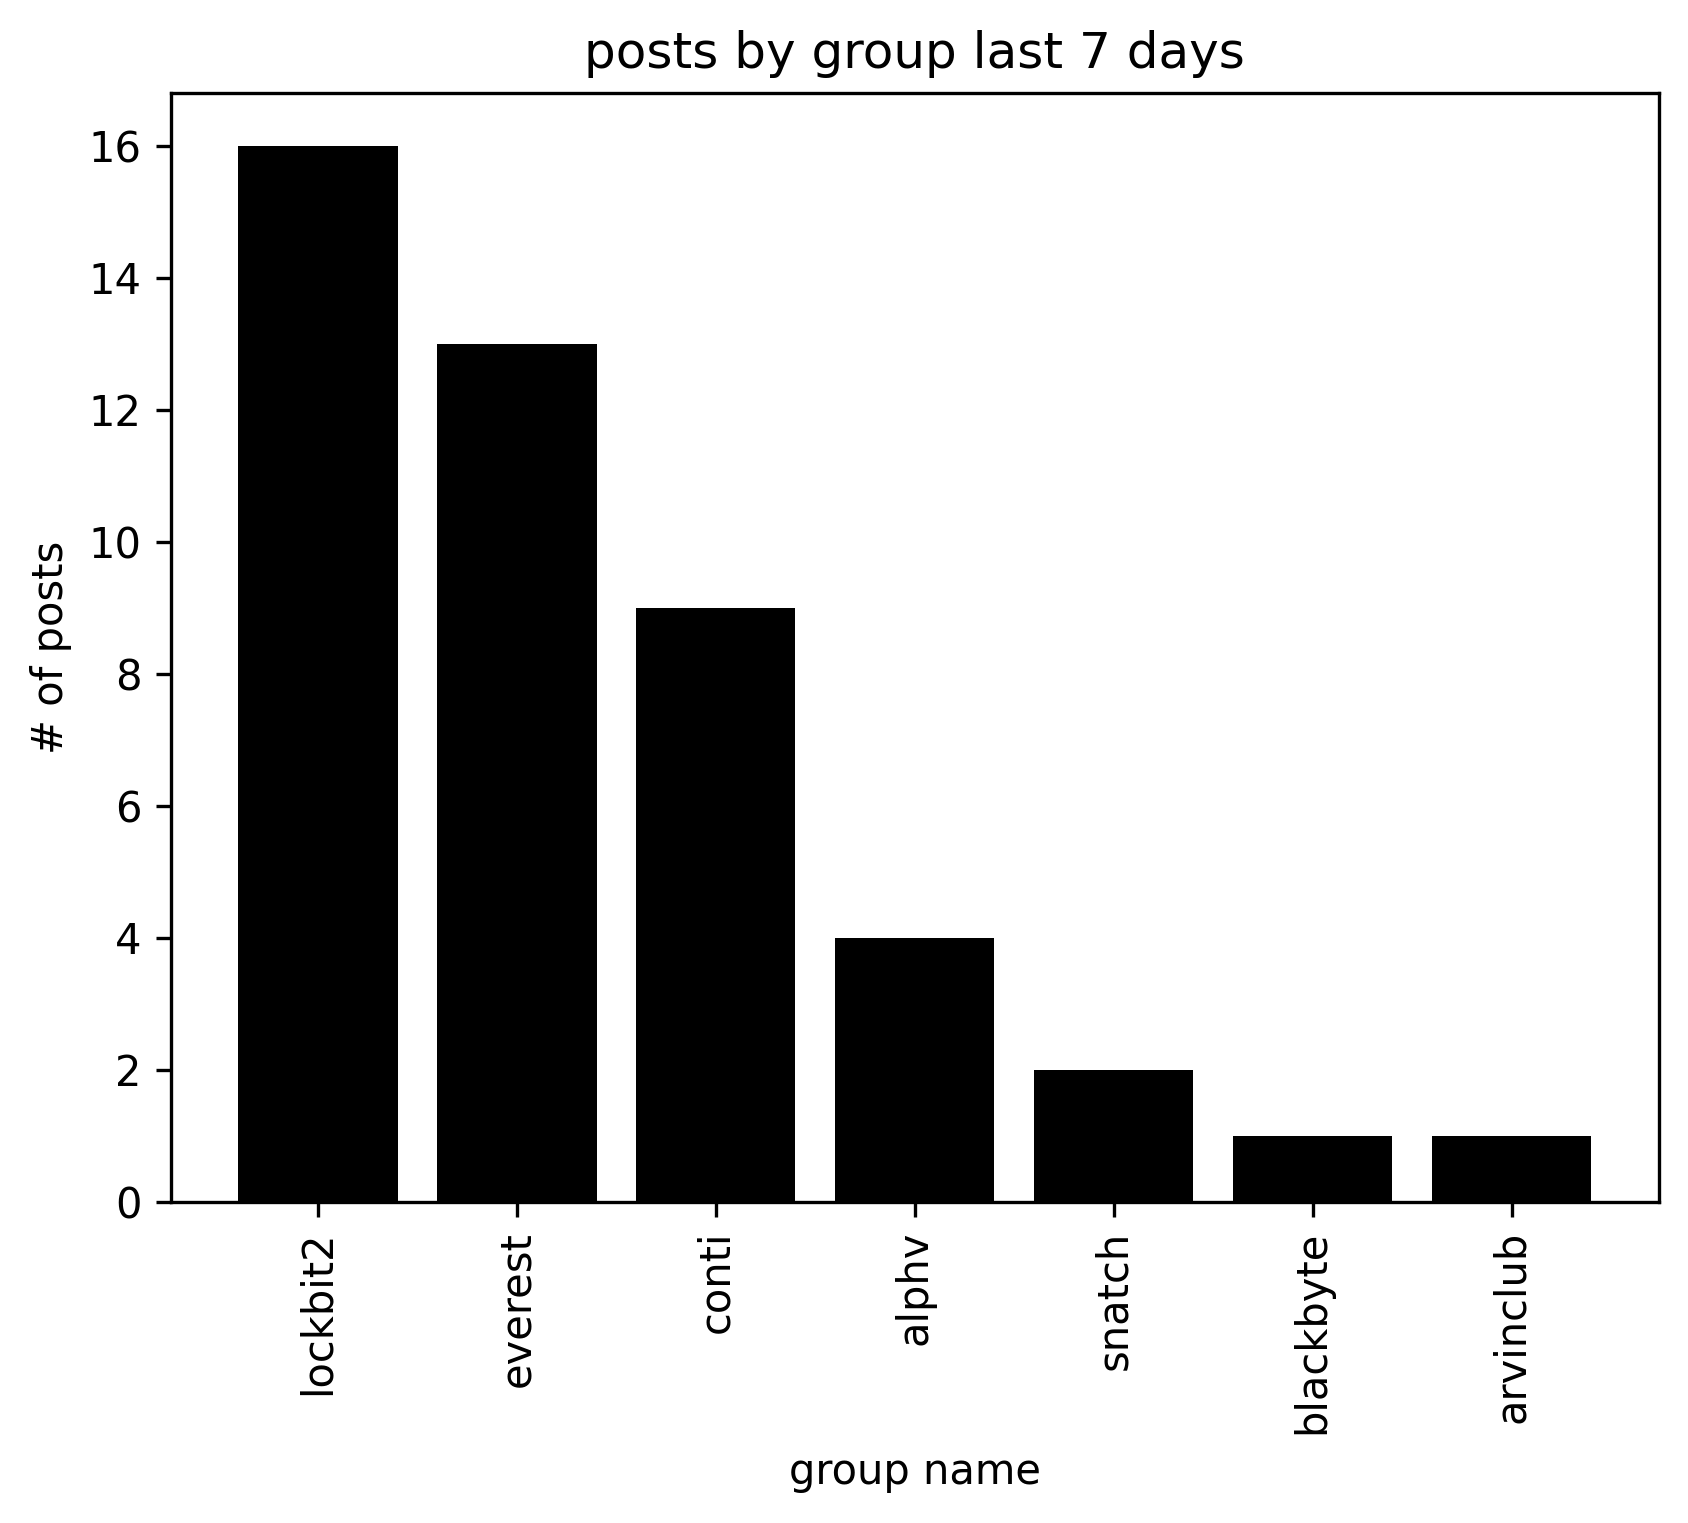 posts by group last 7 days
16
14
12
10
8
6
4
2
0
# of posts
lockbit2
everest
conti
alphv
snatch
blackbyte
arvinclub
group name